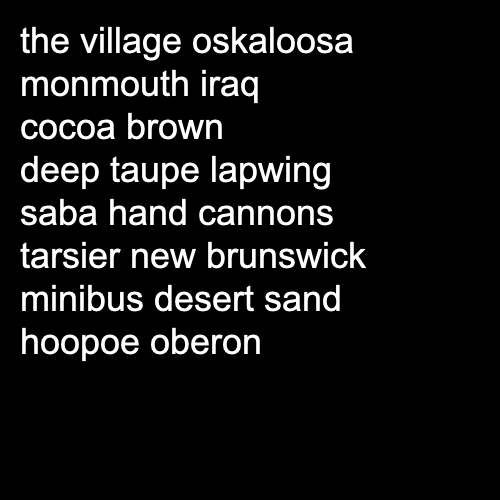 the village oskaloosa
monmouth iraq
cocoa brown
deep taupe lapwing
saba hand cannons
tarsier new brunswick
minibus desert sand
hoopoe oberon